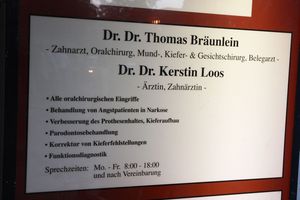 Dr. Dr. Thomas Bräunlein
- Zahnarzt, Oralchirurg, Mund-, Kiefer- & Gesichtschirurg, Belegarzt -
Dr. Dr. Kerstin Loos
- Ärztin, Zahnärztin -
• Alle oralchirurgischen Eingriffe
• Behandlung von Angstpatienten in Narkose
• Verbesserung des Prothesenhaltes, Kieferaufbau
• Parodontosebehandlung
• Korrektur von Kieferfehlstellungen
• Funktionsdiagnostik
Sprechzeiten: Mo. - Fr. 8:00 - 18:00
und nach Vereinbarung